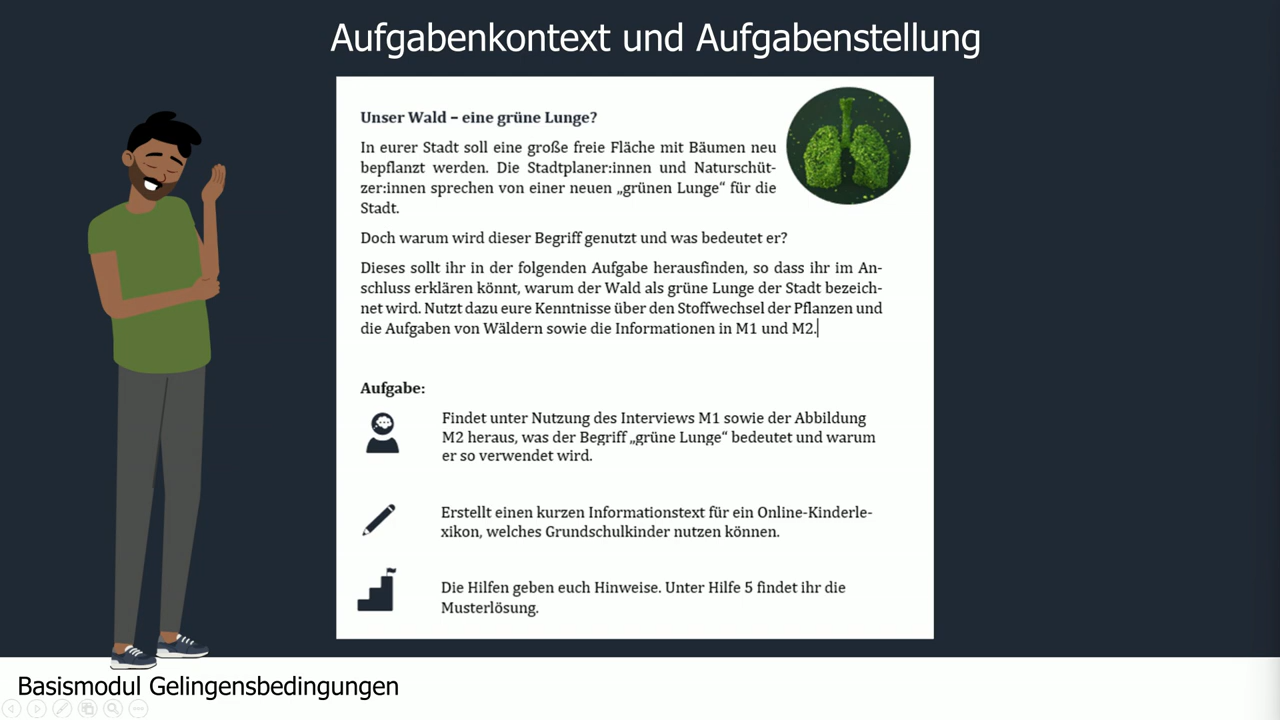 Aufgabenkontext und Aufgabenstellung
Unser Wald – eine grüne Lunge?
In eurer Stadt soll eine große freie Fläche mit Bäumen neu
bepflanzt werden. Die Stadtplaner:innen und Naturschüt-
zer:innen sprechen von einer neuen „grünen Lunge“ für die
Stadt.
Doch warum wird dieser Begriff genutzt und was bedeutet er?
Dieses sollt ihr in der folgenden Aufgabe herausfinden, so dass ihr im An-
schluss erklären könnt, warum der Wald als grüne Lunge der Stadt bezeich-
net wird. Nutzt dazu eure Kenntnisse über den Stoffwechsel der Pflanzen und
die Aufgaben von Wäldern sowie die Informationen in M1 und M2.
Aufgabe:
Findet unter Nutzung des Interviews M1 sowie der Abbildung
M2 heraus, was der Begriff „grüne Lunge“ bedeutet und warum
er so verwendet wird.
Erstellt einen kurzen Informationstext für ein Online-Kinderle-
xikon, welches Grundschulkinder nutzen können.
Die Hilfen geben euch Hinweise. Unter Hilfe 5 findet ihr die
Musterlösung.
Basismodul Gelingensbedingungen